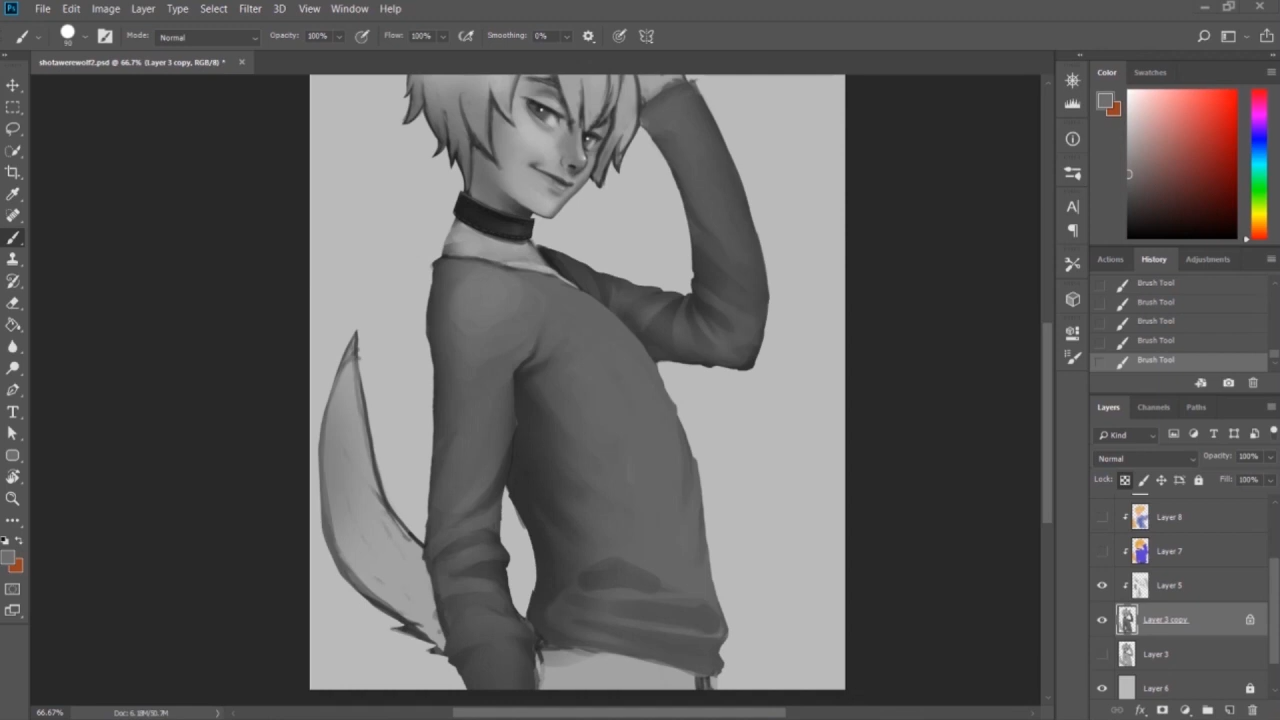 Ps File Edit Image Layer Type Select Filter 3D View Window Help
90 Mode: Normal Opacity: 100% Flow: 100% Smoothing: 0%
shotawerewolf2.psd @ 66.7% (Layer 3 copy, RGB/8) *
Color Swatches
Actions History Adjustments
Brush Tool
Brush Tool
Brush Tool
Brush Tool
Brush Tool
Layers Channels Paths
Kind
Normal Opacity: 100%
Lock: Fill: 100%
Layer 8
Layer 7
Layer 5
Layer 3 copy
Layer 3
Layer 6
66.67% Doc: 6.18M/50.7M